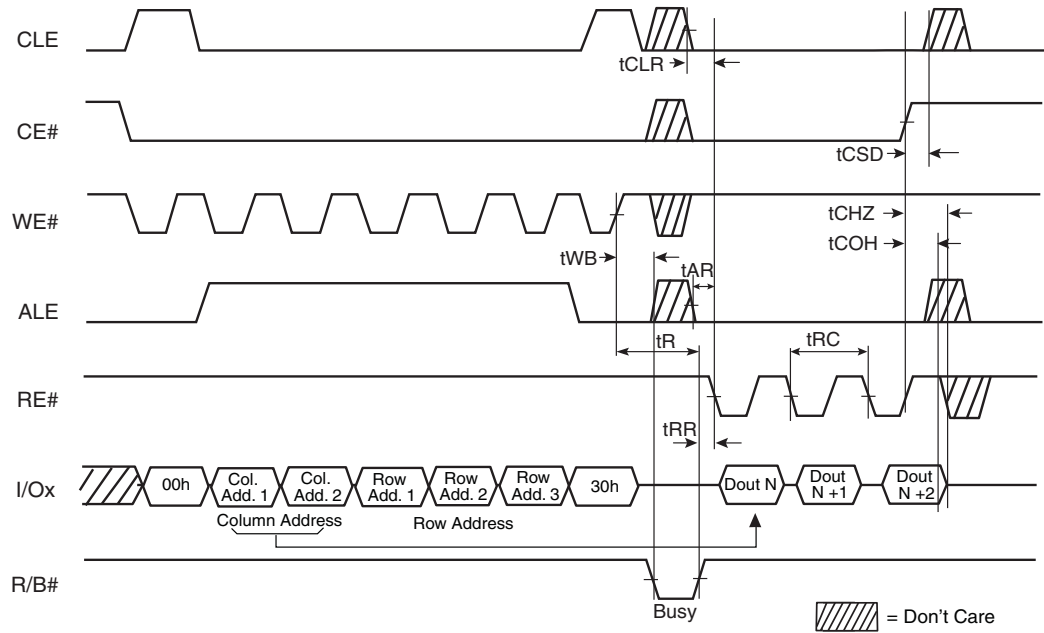 CLE
tCLR
CE#
tCSD
WE#
tCHZ
tCOH
tWB
tAR
ALE
tR
tRC
RE#
tRR
I/Ox
00h
Col. Add. 1
Col. Add. 2
Row Add. 1
Row Add. 2
Row Add. 3
30h
Dout N
Dout N +1
Dout N +2
Column Address
Row Address
R/B#
Busy
= Don't Care